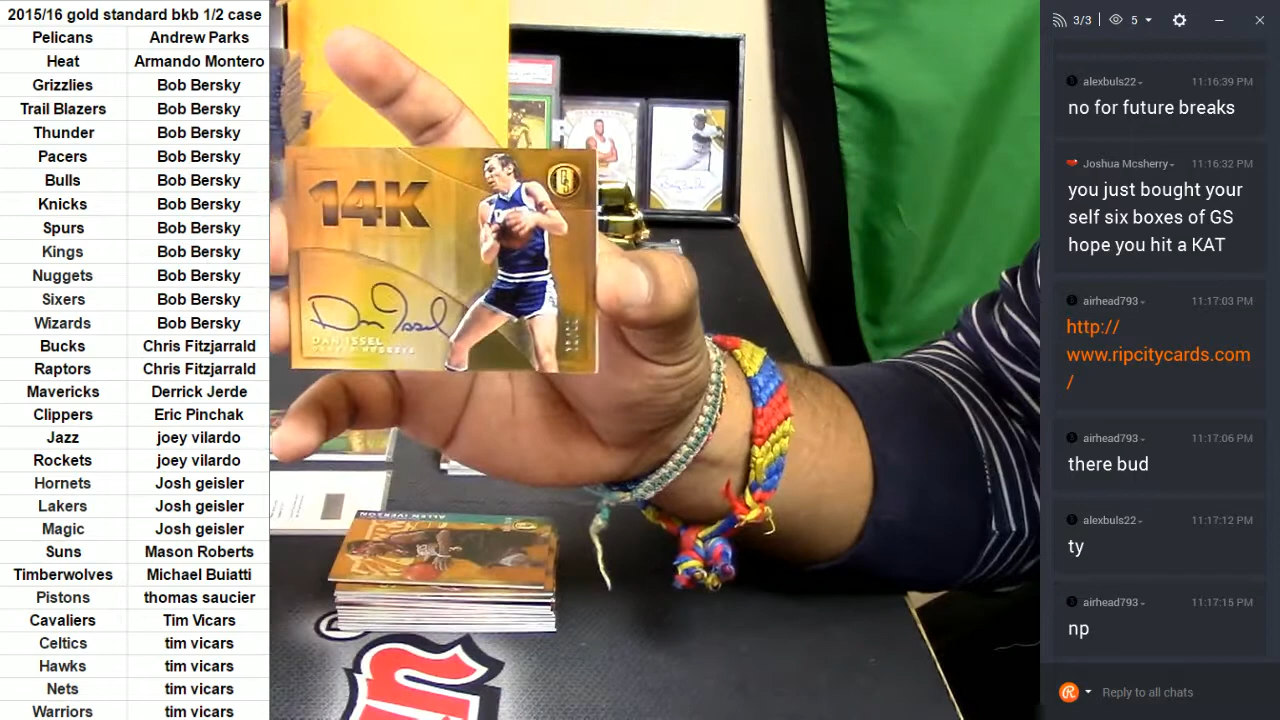 2015/16 gold standard bkb 1/2 case
Pelicans Andrew Parks
Heat Armando Montero
Grizzlies Bob Bersky
Trail Blazers Bob Bersky
Thunder Bob Bersky
Pacers Bob Bersky
Bulls Bob Bersky
Knicks Bob Bersky
Spurs Bob Bersky
Kings Bob Bersky
Nuggets Bob Bersky
Sixers Bob Bersky
Wizards Bob Bersky
Bucks Chris Fitzjarrald
Raptors Chris Fitzjarrald
Mavericks Derrick Jerde
Clippers Eric Pinchak
Jazz joey vilardo
Rockets joey vilardo
Hornets Josh geisler
Lakers Josh geisler
Magic Josh geisler
Suns Mason Roberts
Timberwolves Michael Buiatti
Pistons thomas saucier
Cavaliers Tim Vicars
Celtics tim vicars
Hawks tim vicars
Nets tim vicars
Warriors tim vicars
14K
GS
Dan Issel
DAN ISSEL
ALLEN IVERSON
3/3 5
alexbuls22 11:16:39 PM
no for future breaks
Joshua Mcsherry 11:16:32 PM
you just bought your
self six boxes of GS
hope you hit a KAT
airhead793 11:17:03 PM
http://
www.ripcitycards.com
/
airhead793 11:17:06 PM
there bud
alexbuls22 11:17:12 PM
ty
airhead793 11:17:15 PM
np
Reply to all chats